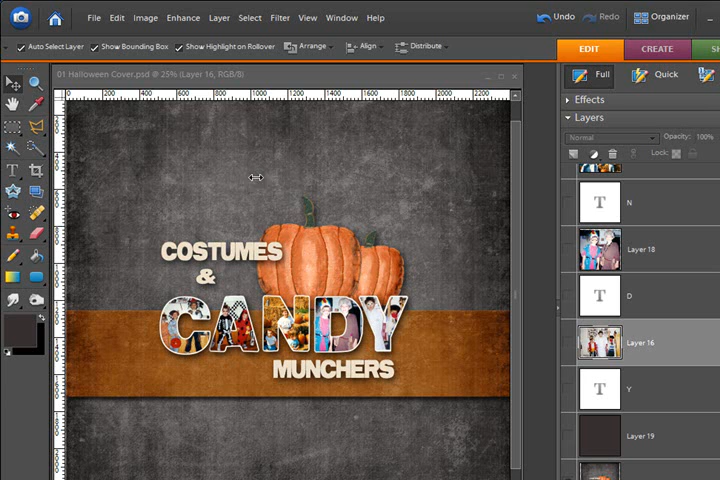 File Edit Image Enhance Layer Select Filter View Window Help
Undo Redo Organizer
Auto Select Layer Show Bounding Box Show Highlight on Rollover Arrange Align Distribute
EDIT CREATE
01 Halloween Cover.psd @ 25% (Layer 16, RGB/8)
Full Quick
0 200 400 600 800 1000 1200 1400 1600 1800 2000 2200
Effects
Layers
Normal Opacity: 100%
Lock:
T N
Layer 18
T D
Layer 16
T Y
Layer 19
COSTUMES
&
CANDY
MUNCHERS